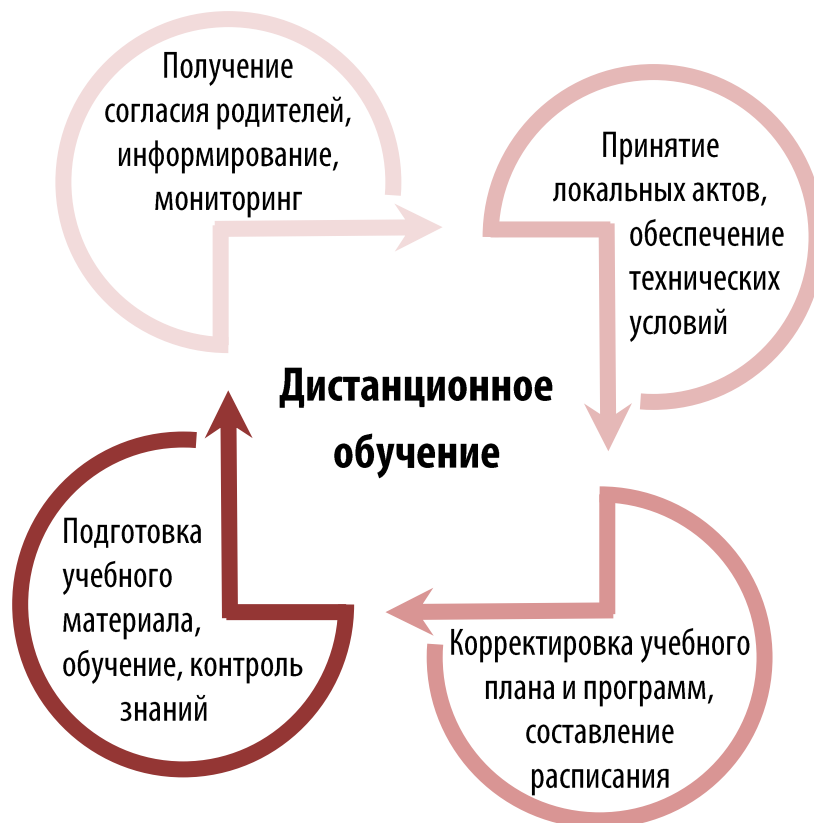 Получение
согласия родителей,
информирование,
мониторинг
Принятие
локальных актов,
обеспечение
технических
условий
Дистанционное
обучение
Подготовка
учебного
материала,
обучение, контроль
знаний
Корректировка учебного
плана и программ,
составление
расписания